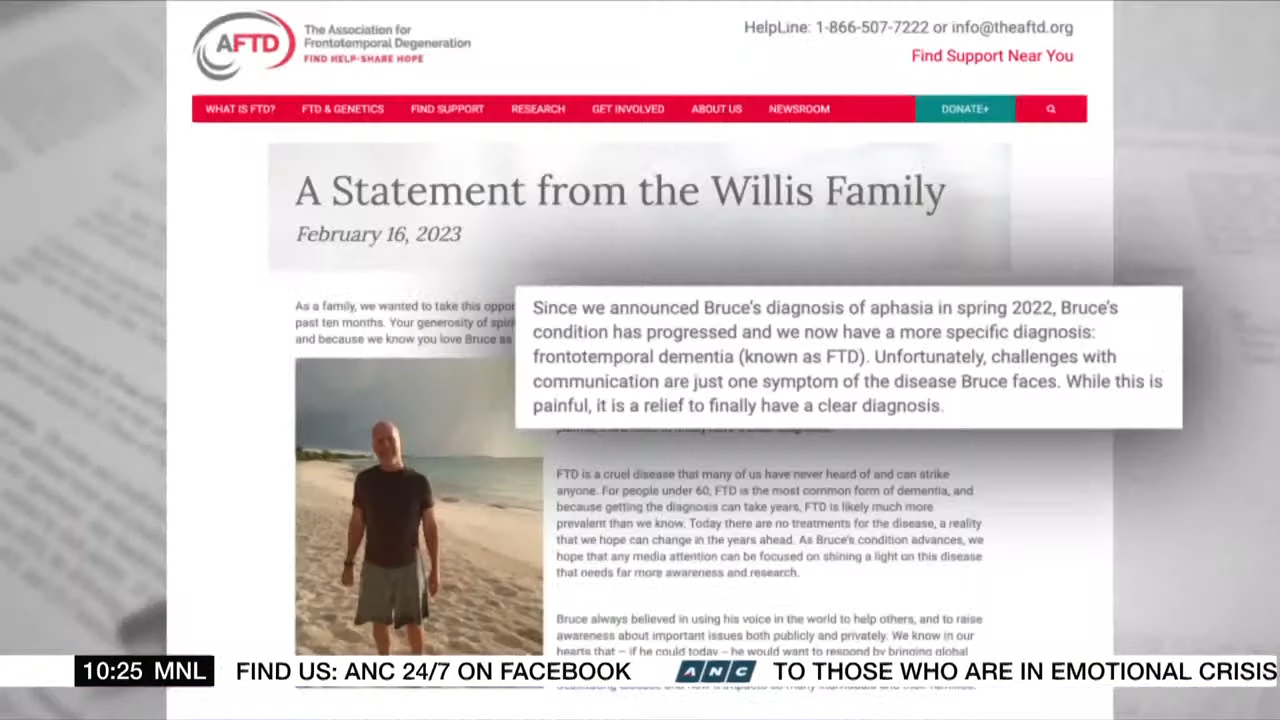 AFTD
The Association for
Frontotemporal Degeneration
FIND HELP-SHARE HOPE
HelpLine: 1-866-507-7222 or info@theaftd.org
Find Support Near You
WHAT IS FTD? FTD & GENETICS FIND SUPPORT RESEARCH GET INVOLVED ABOUT US NEWSROOM DONATE+
A Statement from the Willis Family
February 16, 2023
As a family, we wanted to take this oppor
past ten months. Your generosity of spiri
and because we know you love Bruce as
Since we announced Bruce's diagnosis of aphasia in spring 2022, Bruce's
condition has progressed and we now have a more specific diagnosis:
frontotemporal dementia (known as FTD). Unfortunately, challenges with
communication are just one symptom of the disease Bruce faces. While this is
painful, it is a relief to finally have a clear diagnosis.
FTD is a cruel disease that many of us have never heard of and can strike
anyone. For people under 60, FTD is the most common form of dementia, and
because getting the diagnosis can take years, FTD is likely much more
prevalent than we know. Today there are no treatments for the disease, a reality
that we hope can change in the years ahead. As Bruce's condition advances, we
hope that any media attention can be focused on shining a light on this disease
that needs far more awareness and research.
Bruce always believed in using his voice in the world to help others, and to raise
awareness about important issues both publicly and privately. We know in our
hearts that – if he could today – he would want to respond by bringing global
10:25 MNL FIND US: ANC 24/7 ON FACEBOOK ANC TO THOSE WHO ARE IN EMOTIONAL CRISIS